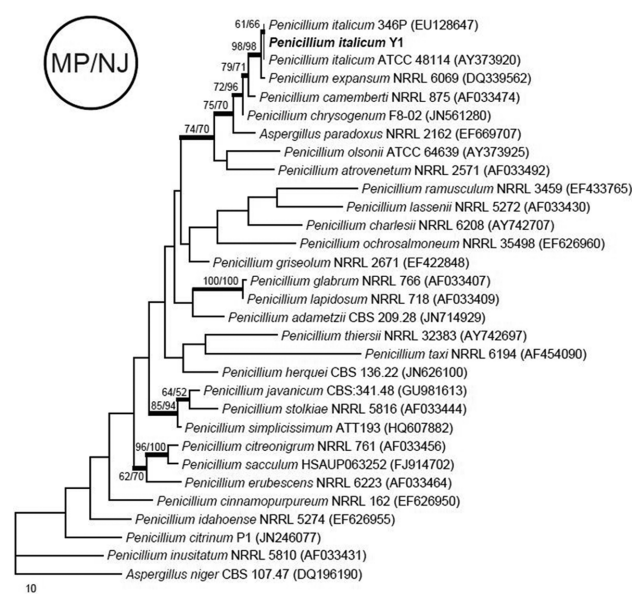 MP/NJ
61/66
Penicillium italicum 346P (EU128647)
Penicillium italicum Y1
98/98
Penicillium italicum ATCC 48114 (AY373920)
79/71
Penicillium expansum NRRL 6069 (DQ339562)
72/96
Penicillium camemberti NRRL 875 (AF033474)
75/70
Penicillium chrysogenum F8-02 (JN561280)
74/70
Aspergillus paradoxus NRRL 2162 (EF669707)
Penicillium olsonii ATCC 64639 (AY373925)
Penicillium atrovenetum NRRL 2571 (AF033492)
Penicillium ramusculum NRRL 3459 (EF433765)
Penicillium lassenii NRRL 5272 (AF033430)
Penicillium charlesii NRRL 6208 (AY742707)
Penicillium ochrosalmoneum NRRL 35498 (EF626960)
Penicillium griseolum NRRL 2671 (EF422848)
100/100
Penicillium glabrum NRRL 766 (AF033407)
Penicillium lapidosum NRRL 718 (AF033409)
Penicillium adametzii CBS 209.28 (JN714929)
Penicillium thiersii NRRL 32383 (AY742697)
Penicillium taxi NRRL 6194 (AF454090)
Penicillium herquei CBS 136.22 (JN626100)
64/52
Penicillium javanicum CBS:341.48 (GU981613)
85/94
Penicillium stolkiae NRRL 5816 (AF033444)
Penicillium simplicissimum ATT193 (HQ607882)
96/100
Penicillium citreonigrum NRRL 761 (AF033456)
Penicillium sacculum HSAUP063252 (FJ914702)
62/70
Penicillium erubescens NRRL 6223 (AF033464)
Penicillium cinnamopurpureum NRRL 162 (EF626950)
Penicillium idahoense NRRL 5274 (EF626955)
Penicillium citrinum P1 (JN246077)
Penicillium inusitatum NRRL 5810 (AF033431)
Aspergillus niger CBS 107.47 (DQ196190)
10